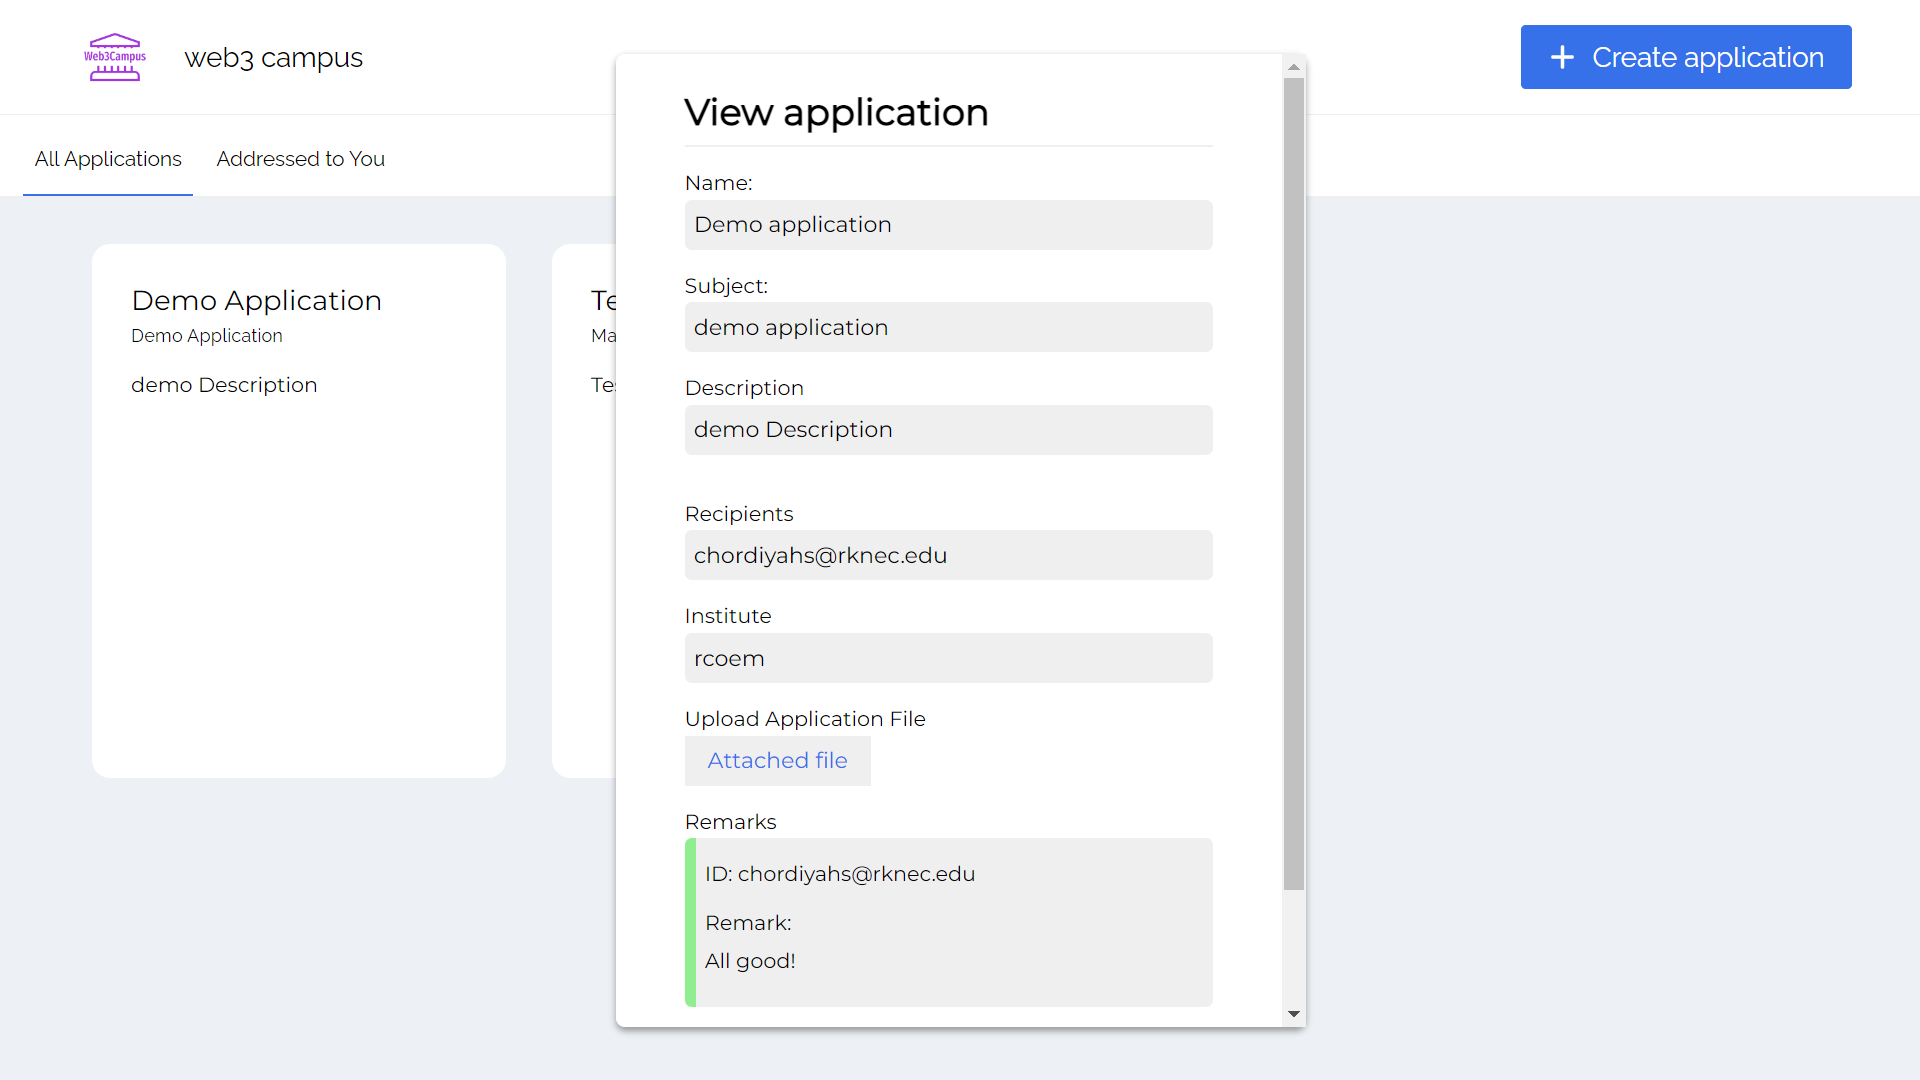 Web3Campus
web3 campus
Create application
All Applications
Addressed to You
Demo Application
Demo Application
demo Description
Te
Ma
Tes
View application
Name:
Demo application
Subject:
demo application
Description
demo Description
Recipients
chordiyahs@rknec.edu
Institute
rcoem
Upload Application File
Attached file
Remarks
ID: chordiyahs@rknec.edu
Remark:
All good!